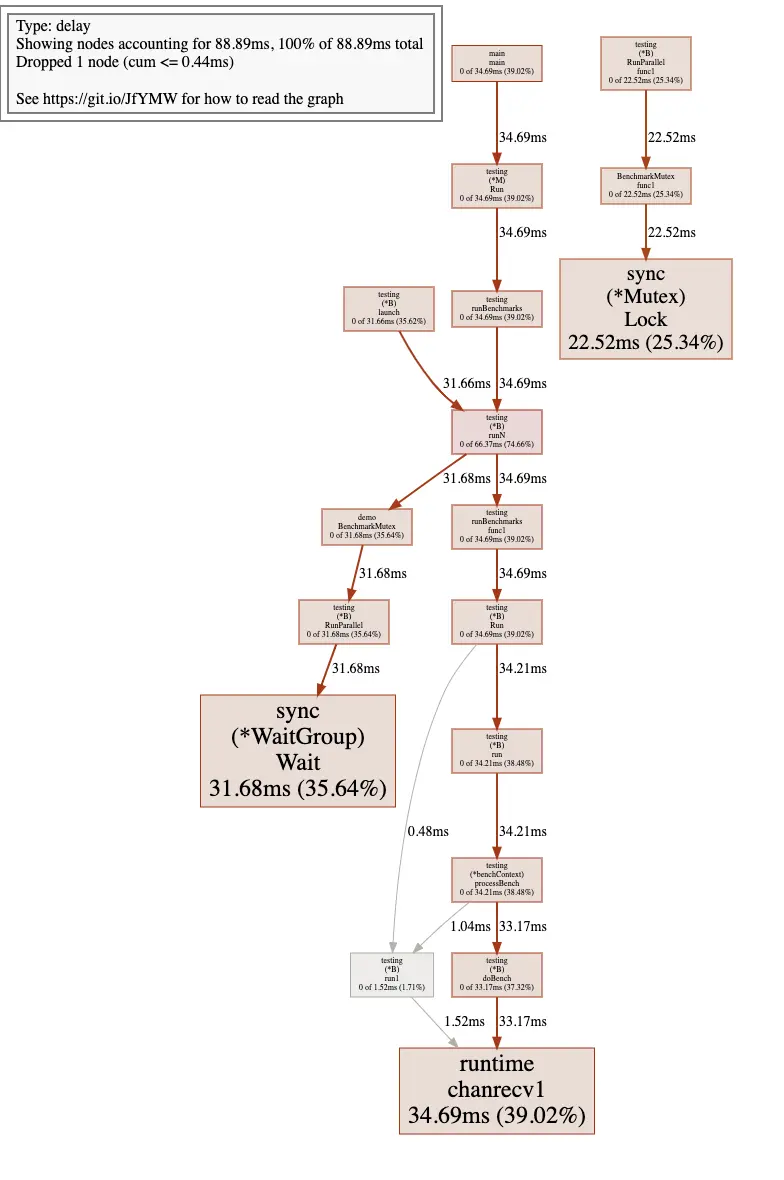 Type: delay
Showing nodes accounting for 88.89ms, 100% of 88.89ms total
Dropped 1 node (cum <= 0.44ms)
See https://git.io/JfYMW for how to read the graph
main
main
0 of 34.69ms (39.02%)
testing
(*B)
RunParallel
func1
0 of 22.52ms (25.34%)
34.69ms
22.52ms
testing
(*M)
Run
0 of 34.69ms (39.02%)
BenchmarkMutex
func1
0 of 22.52ms (25.34%)
34.69ms
22.52ms
sync
(*Mutex)
Lock
22.52ms (25.34%)
testing
(*B)
launch
0 of 31.66ms (35.62%)
testing
runBenchmarks
0 of 34.69ms (39.02%)
31.66ms
34.69ms
testing
(*B)
runN
0 of 66.37ms (74.66%)
31.68ms
34.69ms
demo
BenchmarkMutex
0 of 31.68ms (35.64%)
testing
runBenchmarks
func1
0 of 34.69ms (39.02%)
31.68ms
34.69ms
testing
(*B)
RunParallel
0 of 31.68ms (35.64%)
testing
(*B)
Run
0 of 34.69ms (39.02%)
31.68ms
34.21ms
sync
(*WaitGroup)
Wait
31.68ms (35.64%)
testing
(*B)
run
0 of 34.21ms (38.48%)
0.48ms
34.21ms
testing
(*benchContext)
processBench
0 of 34.21ms (38.48%)
1.04ms
33.17ms
testing
(*B)
run1
0 of 1.52ms (1.71%)
testing
(*B)
doBench
0 of 33.17ms (37.32%)
1.52ms
33.17ms
runtime
chanrecv1
34.69ms (39.02%)